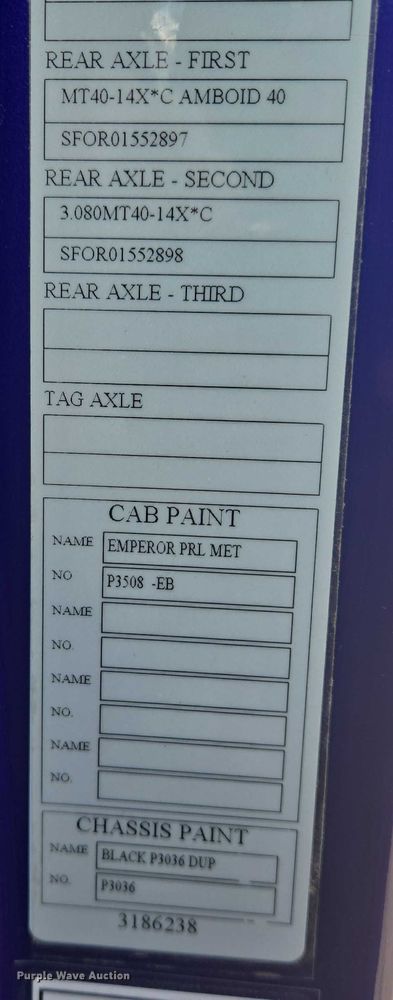 REAR AXLE - FIRST
MT40-14X*C AMBOID 40
SFOR01552897
REAR AXLE - SECOND
3.080MT40-14X*C
SFOR01552898
REAR AXLE - THIRD
TAG AXLE
CAB PAINT
NAME EMPEROR PRL MET
NO P3508 -EB
NAME
NO.
NAME
NO.
NAME
NO.
CHASSIS PAINT
NAME BLACK P3036 DUP
NO. P3036
3186238
Purple Wave Auction